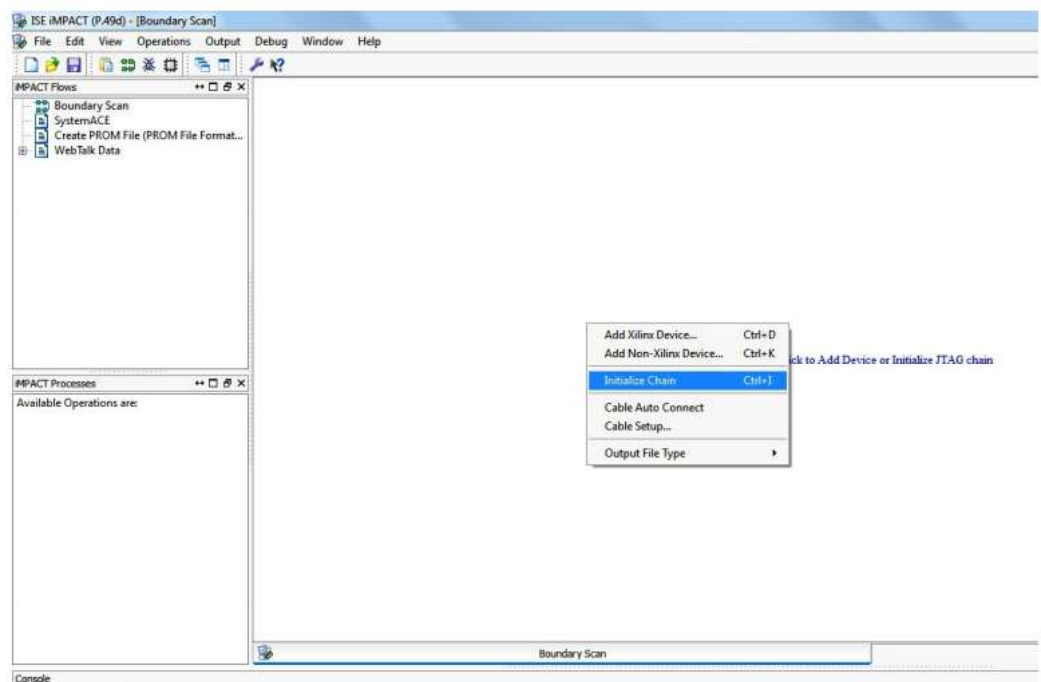 ISE iMPACT (P.49d) - [Boundary Scan]
File Edit View Operations Output Debug Window Help
iMPACT Flows
Boundary Scan
SystemACE
Create PROM File (PROM File Format...
WebTalk Data
Add Xilinx Device... Ctrl+D
Add Non-Xilinx Device... Ctrl+K
ick to Add Device or Initialize JTAG chain
Initialize Chain Ctrl+I
Cable Auto Connect
Cable Setup...
Output File Type
iMPACT Processes
Available Operations are:
Boundary Scan
Console